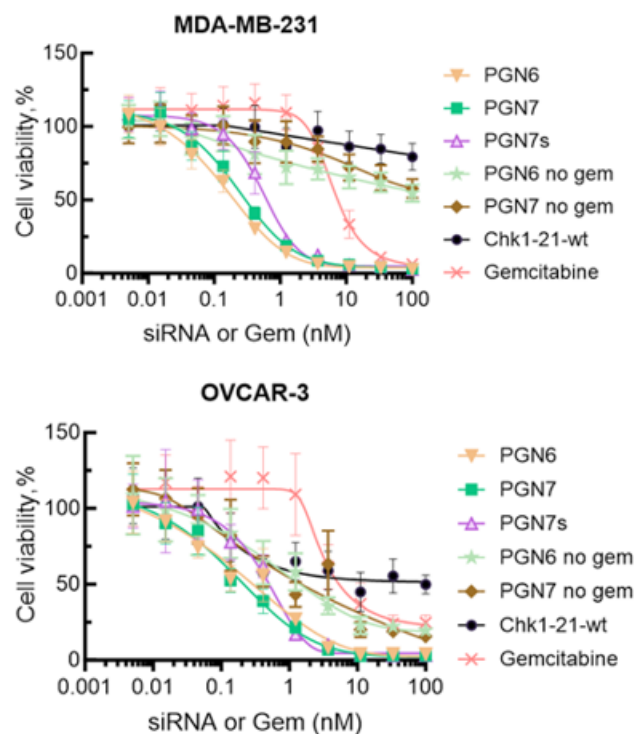 MDA-MB-231
Cell viability, %
150
100
50
0
0.001 0.01 0.1 1 10 100
siRNA or Gem (nM)
PGN6
PGN7
PGN7s
PGN6 no gem
PGN7 no gem
Chk1-21-wt
Gemcitabine
OVCAR-3
Cell viability, %
150
100
50
0
0.001 0.01 0.1 1 10 100
siRNA or Gem (nM)
PGN6
PGN7
PGN7s
PGN6 no gem
PGN7 no gem
Chk1-21-wt
Gemcitabine